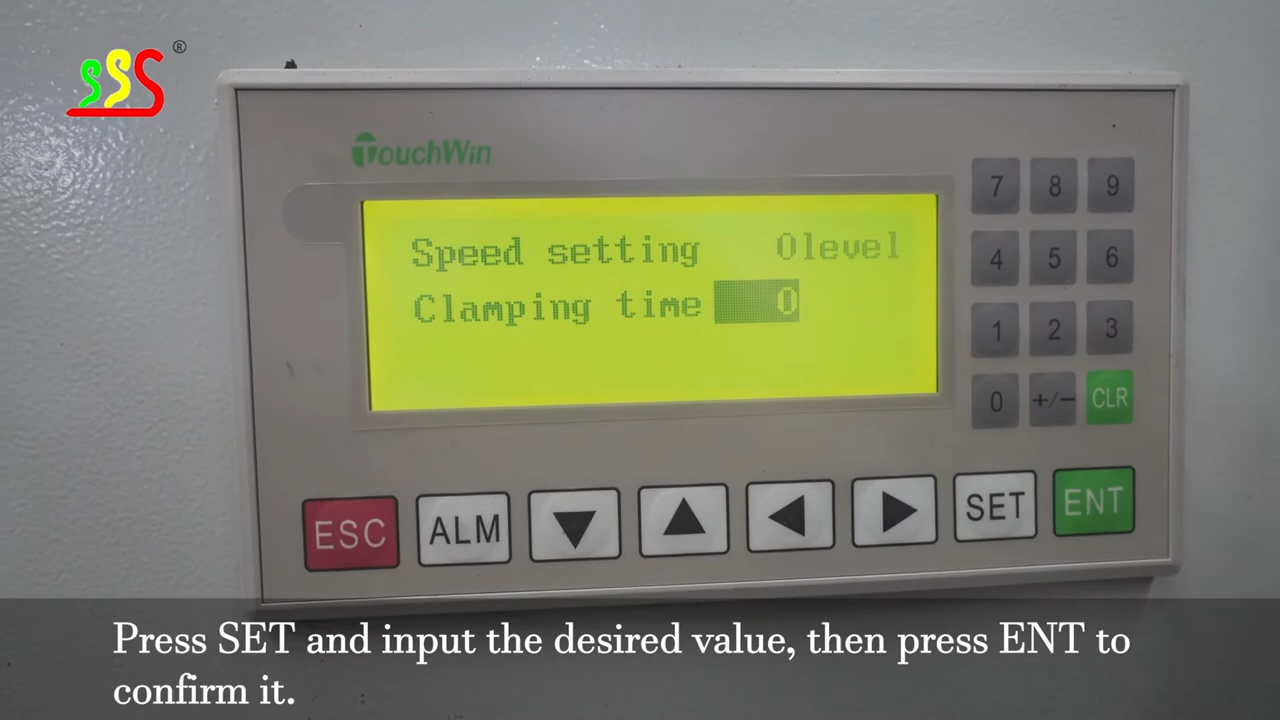 SSS ®
TouchWin
Speed setting 0level
Clamping time 0
7 8 9
4 5 6
1 2 3
0 +/- CLR
ESC ALM SET ENT
Press SET and input the desired value, then press ENT to
confirm it.